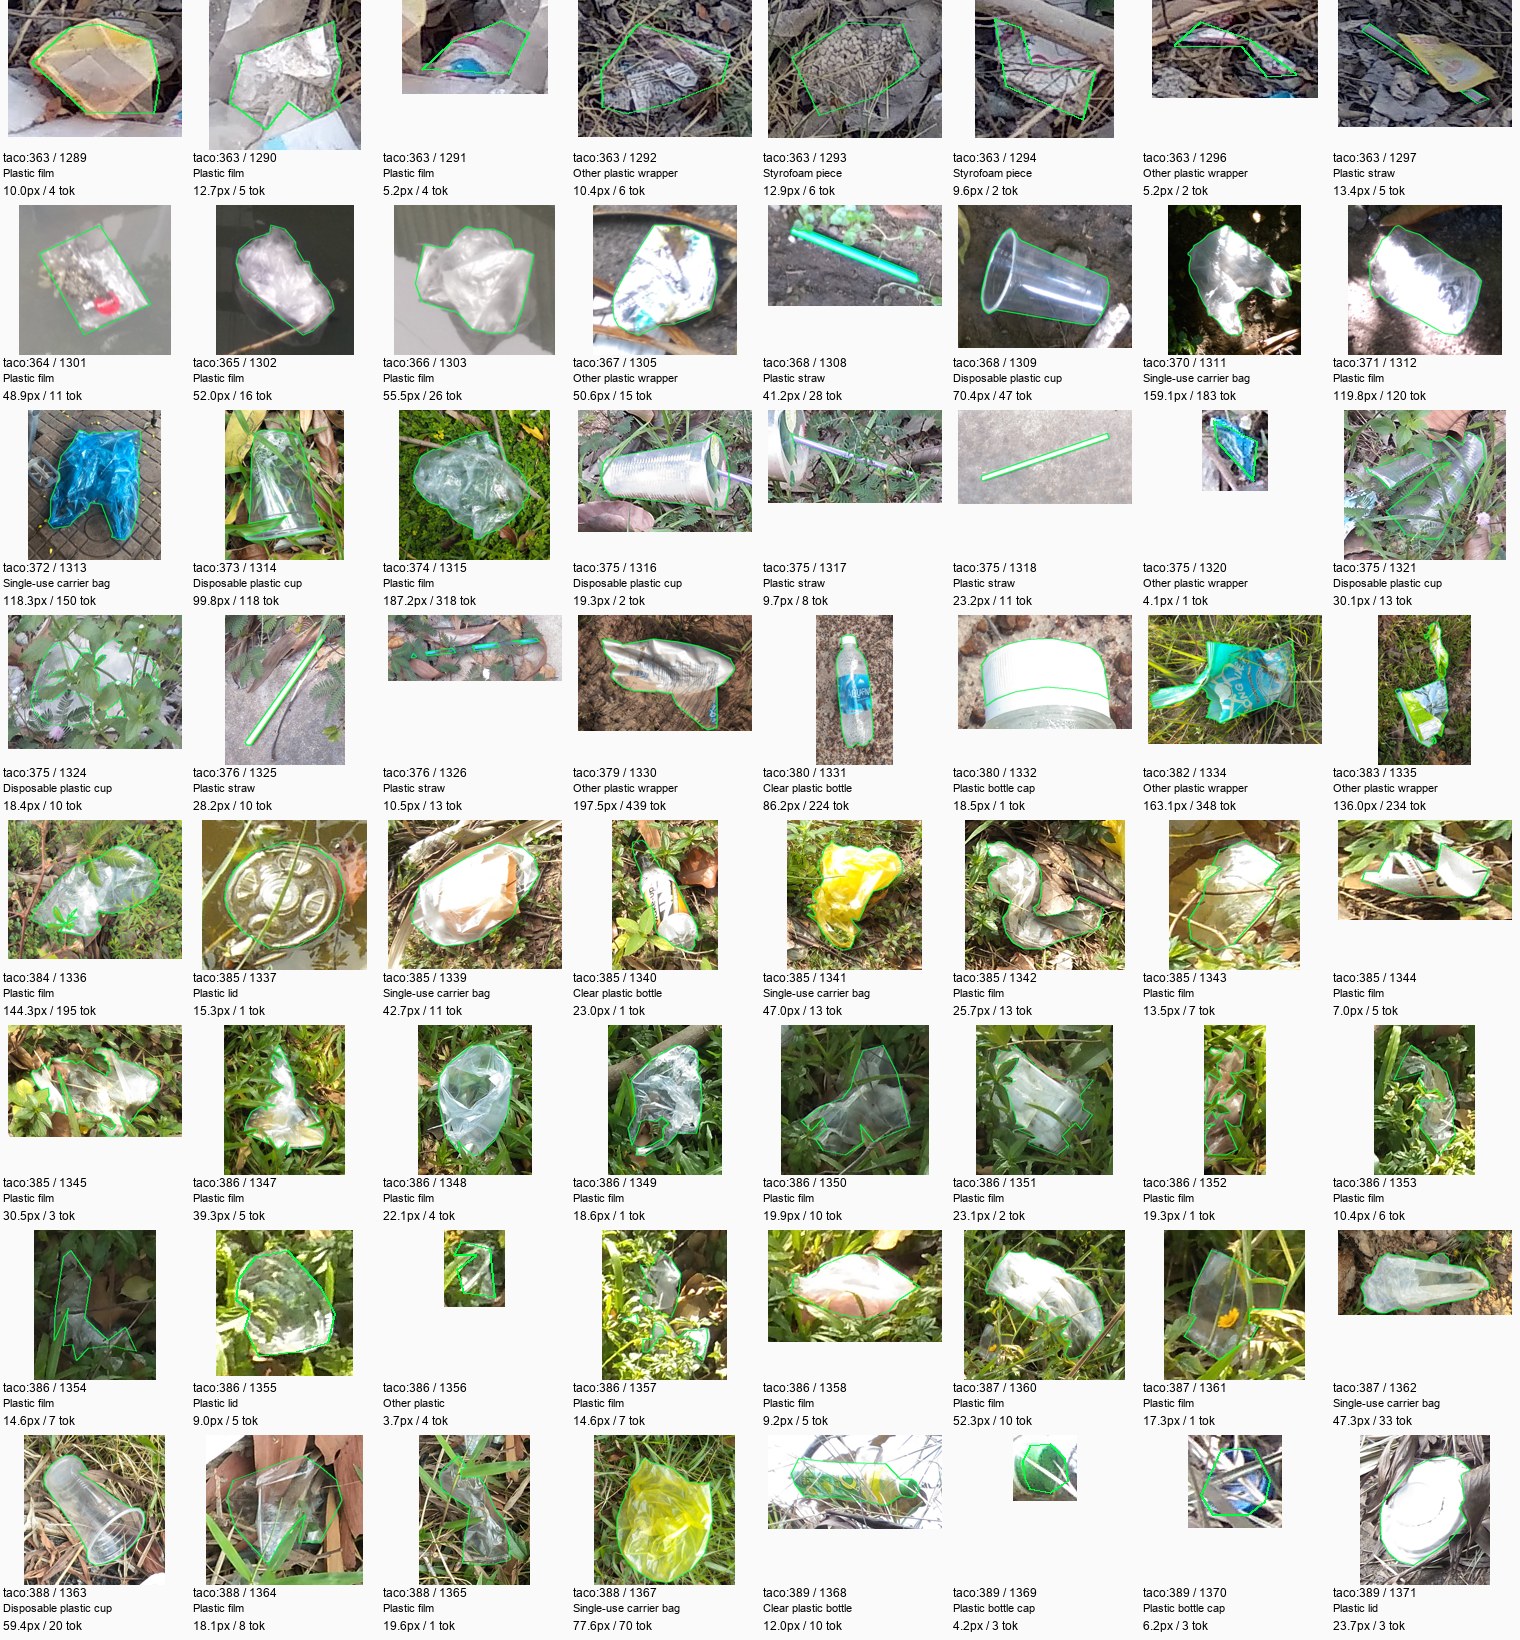 taco:363 / 1289
Plastic film
10.0px / 4 tok
taco:363 / 1290
Plastic film
12.7px / 5 tok
taco:363 / 1291
Plastic film
5.2px / 4 tok
taco:363 / 1292
Other plastic wrapper
10.4px / 6 tok
taco:363 / 1293
Styrofoam piece
12.9px / 6 tok
taco:363 / 1294
Styrofoam piece
9.6px / 2 tok
taco:363 / 1296
Other plastic wrapper
5.2px / 2 tok
taco:363 / 1297
Plastic straw
13.4px / 5 tok
taco:364 / 1301
Plastic film
48.9px / 11 tok
taco:365 / 1302
Plastic film
52.0px / 16 tok
taco:366 / 1303
Plastic film
55.5px / 26 tok
taco:367 / 1305
Other plastic wrapper
50.6px / 15 tok
taco:368 / 1308
Plastic straw
41.2px / 28 tok
taco:368 / 1309
Disposable plastic cup
70.4px / 47 tok
taco:370 / 1311
Single-use carrier bag
159.1px / 183 tok
taco:371 / 1312
Plastic film
119.8px / 120 tok
taco:372 / 1313
Single-use carrier bag
118.3px / 150 tok
taco:373 / 1314
Disposable plastic cup
99.8px / 118 tok
taco:374 / 1315
Plastic film
187.2px / 318 tok
taco:375 / 1316
Disposable plastic cup
19.3px / 2 tok
taco:375 / 1317
Plastic straw
9.7px / 8 tok
taco:375 / 1318
Plastic straw
23.2px / 11 tok
taco:375 / 1320
Other plastic wrapper
4.1px / 1 tok
taco:375 / 1321
Disposable plastic cup
30.1px / 13 tok
taco:375 / 1324
Disposable plastic cup
18.4px / 10 tok
taco:376 / 1325
Plastic straw
28.2px / 10 tok
taco:376 / 1326
Plastic straw
10.5px / 13 tok
taco:379 / 1330
Other plastic wrapper
197.5px / 439 tok
taco:380 / 1331
Clear plastic bottle
86.2px / 224 tok
taco:380 / 1332
Plastic bottle cap
18.5px / 1 tok
taco:382 / 1334
Other plastic wrapper
163.1px / 348 tok
taco:383 / 1335
Other plastic wrapper
136.0px / 234 tok
taco:384 / 1336
Plastic film
144.3px / 195 tok
taco:385 / 1337
Plastic lid
15.3px / 1 tok
taco:385 / 1339
Single-use carrier bag
42.7px / 11 tok
taco:385 / 1340
Clear plastic bottle
23.0px / 1 tok
taco:385 / 1341
Single-use carrier bag
47.0px / 13 tok
taco:385 / 1342
Plastic film
25.7px / 13 tok
taco:385 / 1343
Plastic film
13.5px / 7 tok
taco:385 / 1344
Plastic film
7.0px / 5 tok
taco:385 / 1345
Plastic film
30.5px / 3 tok
taco:386 / 1347
Plastic film
39.3px / 5 tok
taco:386 / 1348
Plastic film
22.1px / 4 tok
taco:386 / 1349
Plastic film
18.6px / 1 tok
taco:386 / 1350
Plastic film
19.9px / 10 tok
taco:386 / 1351
Plastic film
23.1px / 2 tok
taco:386 / 1352
Plastic film
19.3px / 1 tok
taco:386 / 1353
Plastic film
10.4px / 6 tok
taco:386 / 1354
Plastic film
14.6px / 7 tok
taco:386 / 1355
Plastic lid
9.0px / 5 tok
taco:386 / 1356
Other plastic
3.7px / 4 tok
taco:386 / 1357
Plastic film
14.6px / 7 tok
taco:386 / 1358
Plastic film
9.2px / 5 tok
taco:387 / 1360
Plastic film
52.3px / 10 tok
taco:387 / 1361
Plastic film
17.3px / 1 tok
taco:387 / 1362
Single-use carrier bag
47.3px / 33 tok
taco:388 / 1363
Disposable plastic cup
59.4px / 20 tok
taco:388 / 1364
Plastic film
18.1px / 8 tok
taco:388 / 1365
Plastic film
19.6px / 1 tok
taco:388 / 1367
Single-use carrier bag
77.6px / 70 tok
taco:389 / 1368
Clear plastic bottle
12.0px / 10 tok
taco:389 / 1369
Plastic bottle cap
4.2px / 3 tok
taco:389 / 1370
Plastic bottle cap
6.2px / 3 tok
taco:389 / 1371
Plastic lid
23.7px / 3 tok